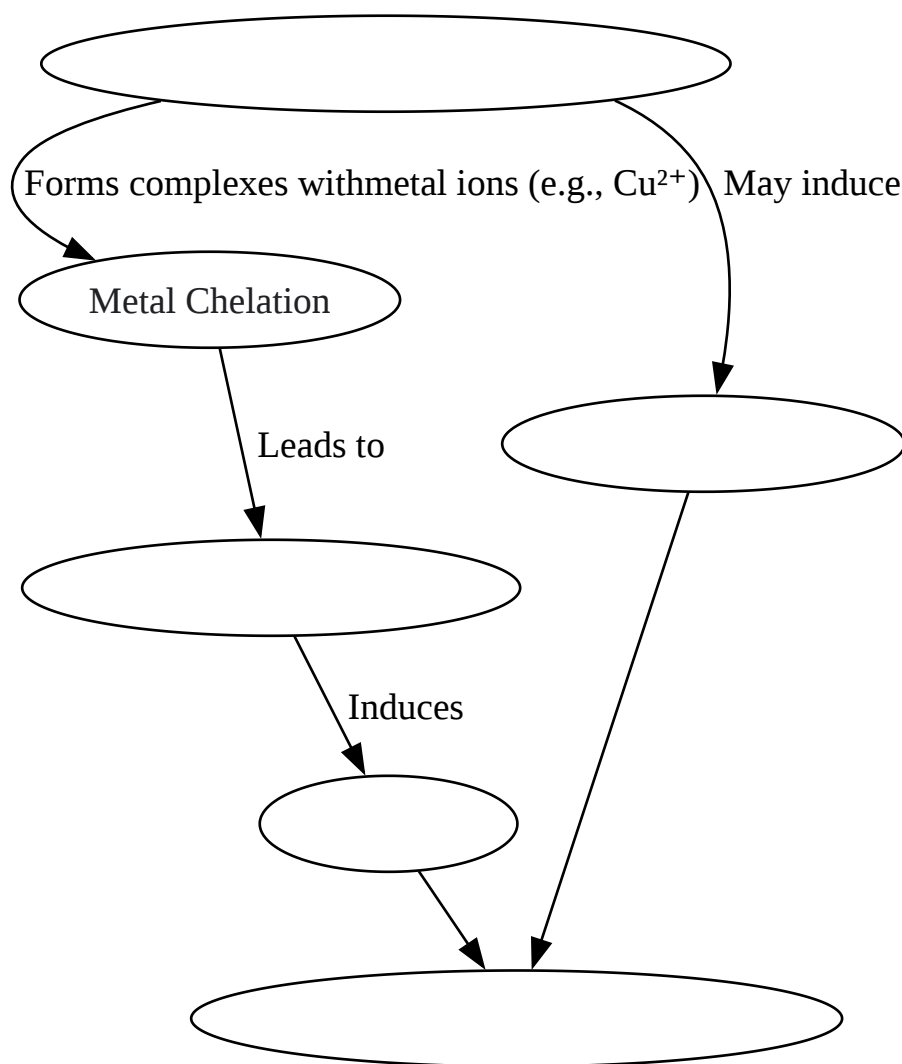 Forms complexes withmetal ions (e.g., Cu²⁺)
May induce
Metal Chelation
Leads to
Induces